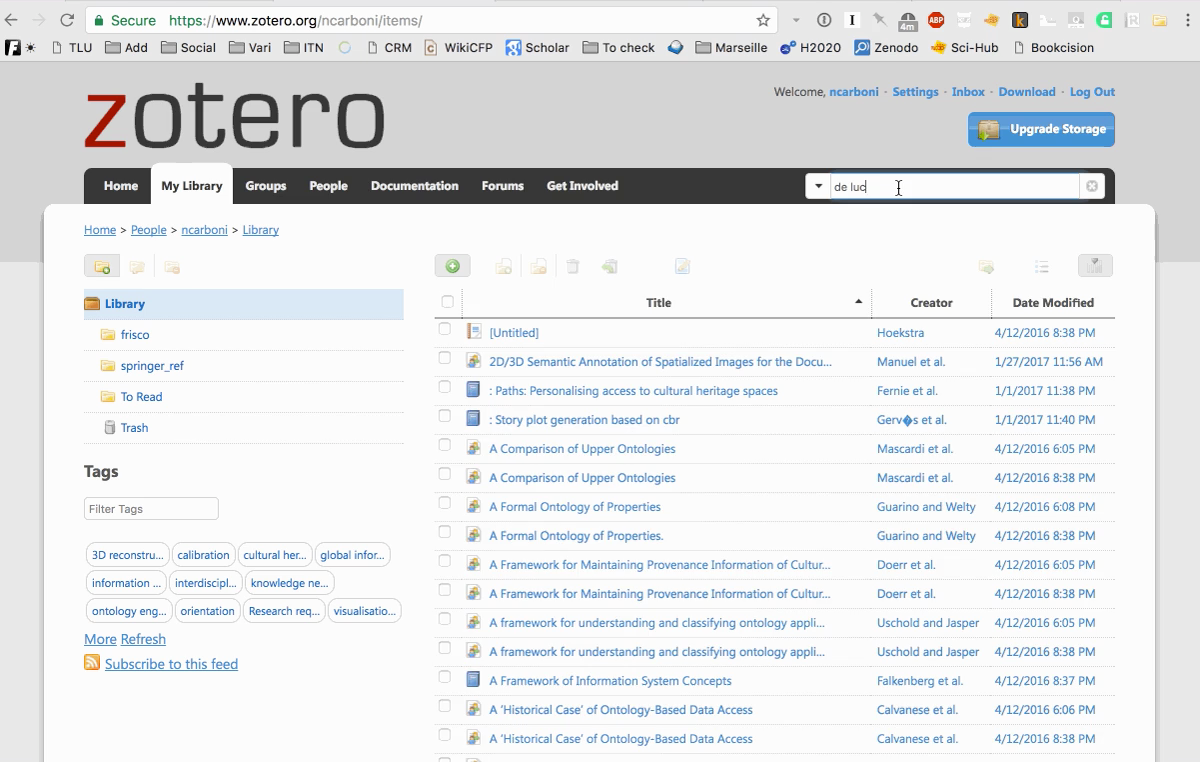 Secure https://www.zotero.org/ncarboni/items/
4m ABP
TLU Add Social Vari ITN CRM WikiCFP Scholar To check Marseille H2020 Zenodo Sci-Hub Bookcision
zotero
Welcome, ncarboni · Settings · Inbox · Download · Log Out
Upgrade Storage
Home My Library Groups People Documentation Forums Get Involved
de luc
Home > People > ncarboni > Library
Library
frisco
springer_ref
To Read
Trash
Tags
Filter Tags
3D reconstru... calibration cultural her... global infor...
information ... interdiscipl... knowledge ne...
ontology eng... orientation Research req... visualisatio...
More Refresh
Subscribe to this feed
Title Creator Date Modified
[Untitled] Hoekstra 4/12/2016 8:38 PM
2D/3D Semantic Annotation of Spatialized Images for the Docu... Manuel et al. 1/27/2017 11:56 AM
: Paths: Personalising access to cultural heritage spaces Fernie et al. 1/1/2017 11:38 PM
: Story plot generation based on cbr Gerv�s et al. 1/1/2017 11:40 PM
A Comparison of Upper Ontologies Mascardi et al. 4/12/2016 6:05 PM
A Comparison of Upper Ontologies Mascardi et al. 4/12/2016 8:38 PM
A Formal Ontology of Properties Guarino and Welty 4/12/2016 6:08 PM
A Formal Ontology of Properties. Guarino and Welty 4/12/2016 8:38 PM
A Framework for Maintaining Provenance Information of Cultur... Doerr et al. 4/12/2016 6:05 PM
A Framework for Maintaining Provenance Information of Cultur... Doerr et al. 4/12/2016 8:38 PM
A framework for understanding and classifying ontology appli... Uschold and Jasper 4/12/2016 6:05 PM
A framework for understanding and classifying ontology appli... Uschold and Jasper 4/12/2016 8:38 PM
A Framework of Information System Concepts Falkenberg et al. 4/12/2016 8:37 PM
A ‘Historical Case’ of Ontology-Based Data Access Calvanese et al. 4/12/2016 6:06 PM
A ‘Historical Case’ of Ontology-Based Data Access Calvanese et al. 4/12/2016 8:38 PM